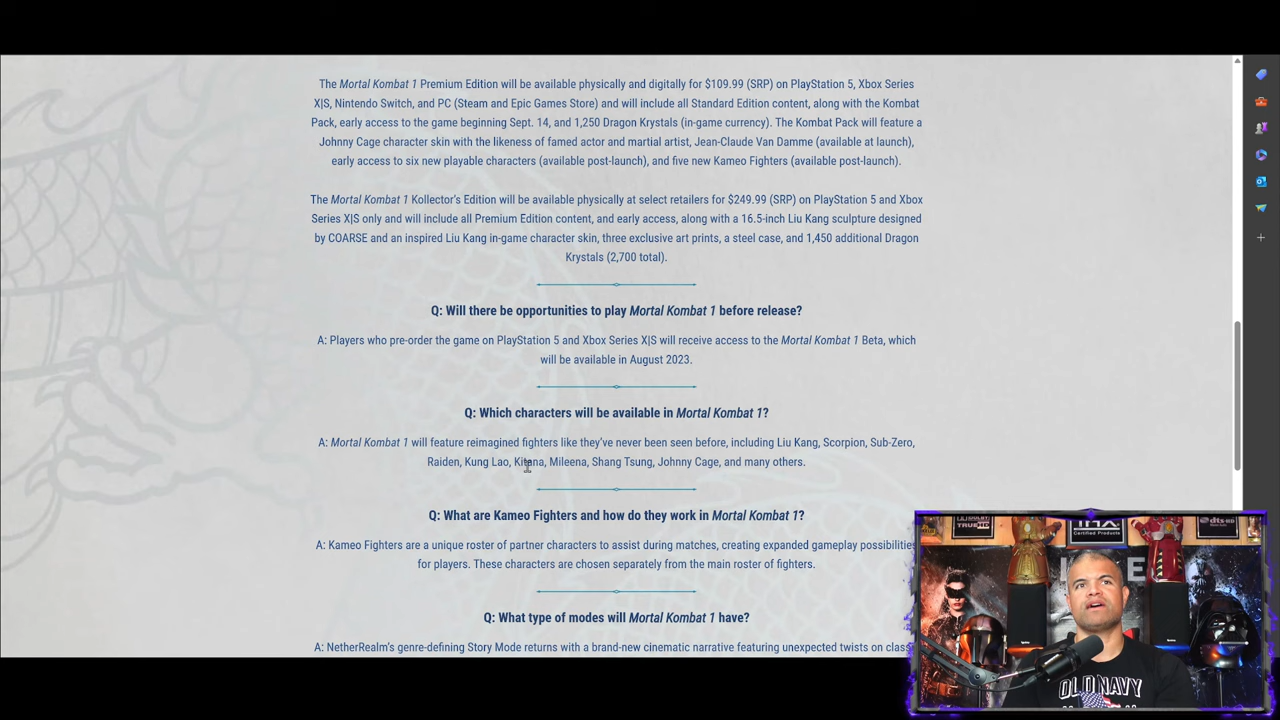 The Mortal Kombat 1 Premium Edition will be available physically and digitally for $109.99 (SRP) on PlayStation 5, Xbox Series
X|S, Nintendo Switch, and PC (Steam and Epic Games Store) and will include all Standard Edition content, along with the Kombat
Pack, early access to the game beginning Sept. 14, and 1,250 Dragon Krystals (in-game currency). The Kombat Pack will feature a
Johnny Cage character skin with the likeness of famed actor and martial artist, Jean-Claude Van Damme (available at launch),
early access to six new playable characters (available post-launch), and five new Kameo Fighters (available post-launch).
The Mortal Kombat 1 Kollector's Edition will be available physically at select retailers for $249.99 (SRP) on PlayStation 5 and Xbox
Series X|S only and will include all Premium Edition content, and early access, along with a 16.5-inch Liu Kang sculpture designed
by COARSE and an inspired Liu Kang in-game character skin, three exclusive art prints, a steel case, and 1,450 additional Dragon
Krystals (2,700 total).
Q: Will there be opportunities to play Mortal Kombat 1 before release?
A: Players who pre-order the game on PlayStation 5 and Xbox Series X|S will receive access to the Mortal Kombat 1 Beta, which
will be available in August 2023.
Q: Which characters will be available in Mortal Kombat 1?
A: Mortal Kombat 1 will feature reimagined fighters like they've never been seen before, including Liu Kang, Scorpion, Sub-Zero,
Raiden, Kung Lao, Kitana, Mileena, Shang Tsung, Johnny Cage, and many others.
Q: What are Kameo Fighters and how do they work in Mortal Kombat 1?
A: Kameo Fighters are a unique roster of partner characters to assist during matches, creating expanded gameplay possibilities
for players. These characters are chosen separately from the main roster of fighters.
Q: What type of modes will Mortal Kombat 1 have?
A: NetherRealm's genre-defining Story Mode returns with a brand-new cinematic narrative featuring unexpected twists on
TRUEHD
Certified Products
dts-HD
OLD NAVY